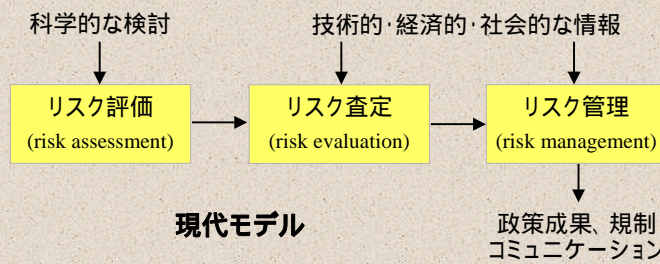 科学的な検討
技術的･経済的･社会的な情報
リスク評価
(risk assessment)
リスク査定
(risk evaluation)
リスク管理
(risk management)
現代モデル
政策成果、規制
コミュニケーション